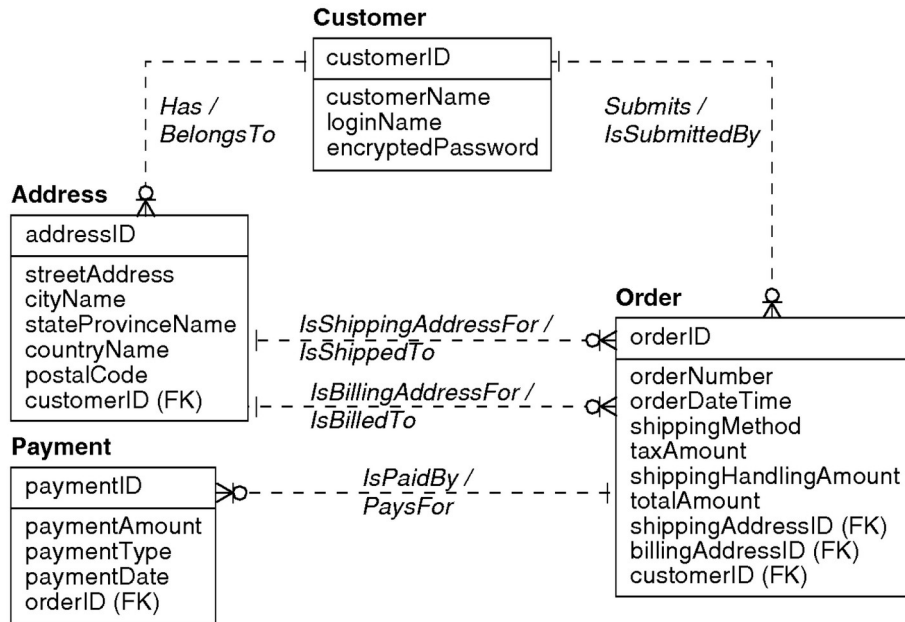 Customer
customerID
customerName
loginName
encryptedPassword
Has /
BelongsTo
Submits /
IsSubmittedBy
Address
addressID
streetAddress
cityName
stateProvinceName
countryName
postalCode
customerID (FK)
IsShippingAddressFor /
IsShippedTo
IsBillingAddressFor /
IsBilledTo
Order
orderID
orderNumber
orderDateTime
shippingMethod
taxAmount
shippingHandlingAmount
totalAmount
shippingAddressID (FK)
billingAddressID (FK)
customerID (FK)
Payment
paymentID
paymentAmount
paymentType
paymentDate
orderID (FK)
IsPaidBy /
PaysFor